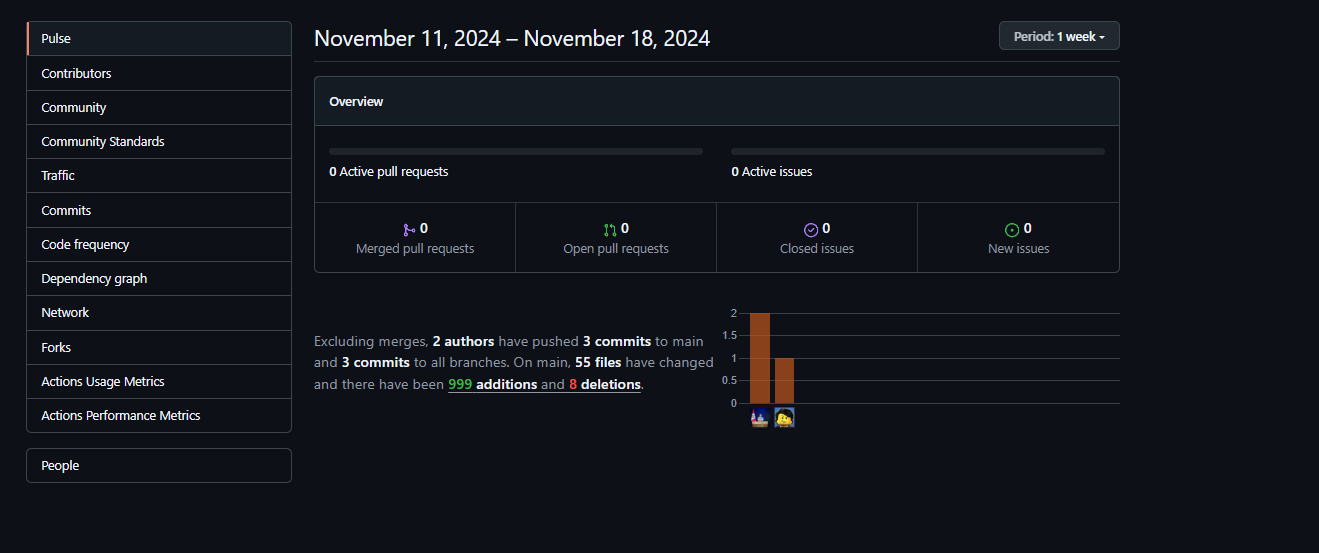 Pulse
Contributors
Community
Community Standards
Traffic
Commits
Code frequency
Dependency graph
Network
Forks
Actions Usage Metrics
Actions Performance Metrics
People
November 11, 2024 – November 18, 2024
Period: 1 week
Overview
0 Active pull requests
0 Active issues
0
Merged pull requests
0
Open pull requests
0
Closed issues
0
New issues
Excluding merges, 2 authors have pushed 3 commits to main
and 3 commits to all branches. On main, 55 files have changed
and there have been 999 additions and 8 deletions.
2
1.5
1
0.5
0